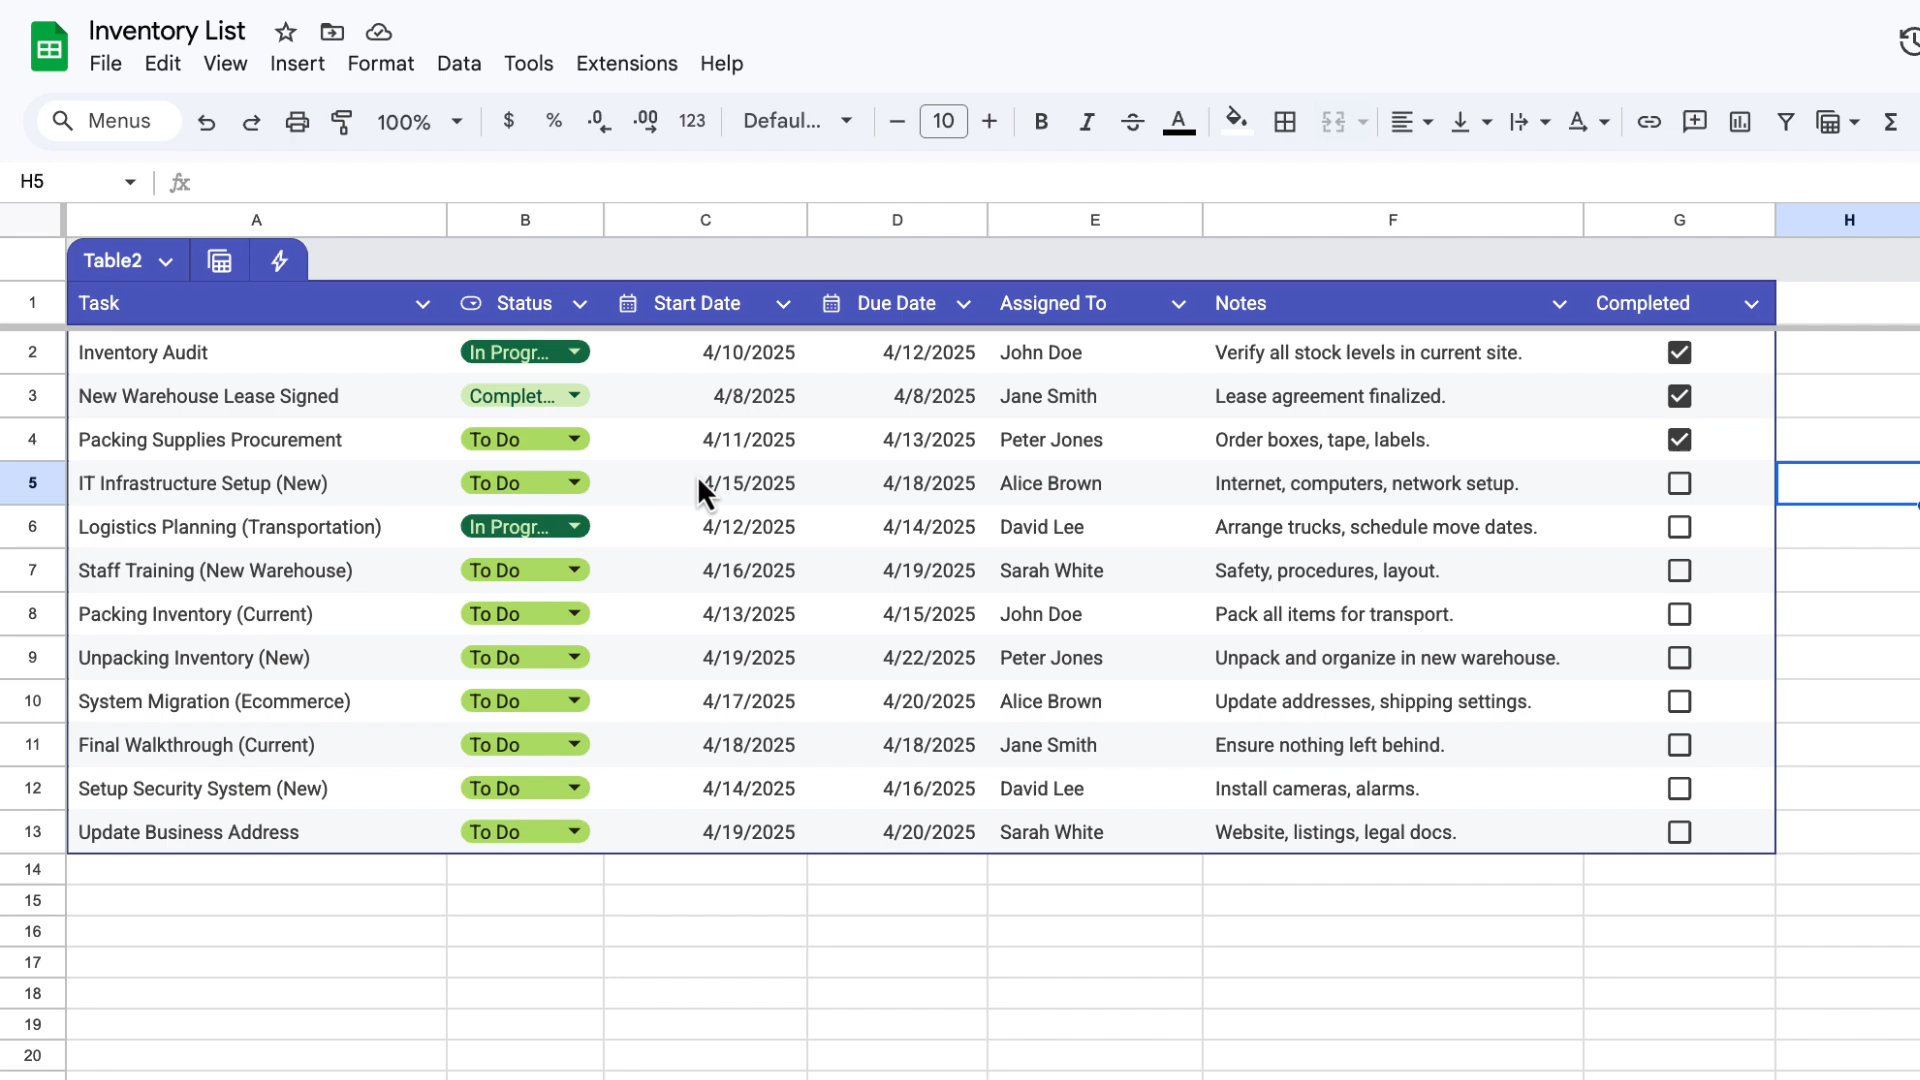 Inventory List
File Edit View Insert Format Data Tools Extensions Help
Menus 100% $ % .0 .00 123 Defaul... 10 B I A A Σ
H5 fx
A B C D E F G H
Table2
1 Task Status Start Date Due Date Assigned To Notes Completed
2 Inventory Audit In Progr... 4/10/2025 4/12/2025 John Doe Verify all stock levels in current site.
3 New Warehouse Lease Signed Complet... 4/8/2025 4/8/2025 Jane Smith Lease agreement finalized.
4 Packing Supplies Procurement To Do 4/11/2025 4/13/2025 Peter Jones Order boxes, tape, labels.
5 IT Infrastructure Setup (New) To Do 4/15/2025 4/18/2025 Alice Brown Internet, computers, network setup.
6 Logistics Planning (Transportation) In Progr... 4/12/2025 4/14/2025 David Lee Arrange trucks, schedule move dates.
7 Staff Training (New Warehouse) To Do 4/16/2025 4/19/2025 Sarah White Safety, procedures, layout.
8 Packing Inventory (Current) To Do 4/13/2025 4/15/2025 John Doe Pack all items for transport.
9 Unpacking Inventory (New) To Do 4/19/2025 4/22/2025 Peter Jones Unpack and organize in new warehouse.
10 System Migration (Ecommerce) To Do 4/17/2025 4/20/2025 Alice Brown Update addresses, shipping settings.
11 Final Walkthrough (Current) To Do 4/18/2025 4/18/2025 Jane Smith Ensure nothing left behind.
12 Setup Security System (New) To Do 4/14/2025 4/16/2025 David Lee Install cameras, alarms.
13 Update Business Address To Do 4/19/2025 4/20/2025 Sarah White Website, listings, legal docs.
14
15
16
17
18
19
20